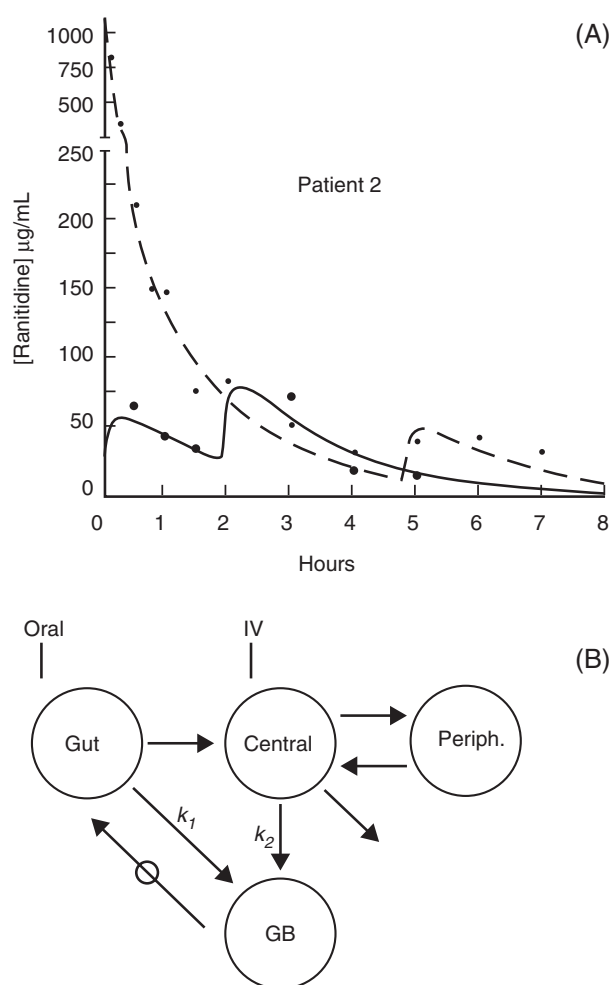 (A)
1000
750
500
250
200
150
100
50
0
[Ranitidine] μg/mL
Patient 2
0 1 2 3 4 5 6 7 8
Hours
(B)
Oral IV
Gut Central Periph.
k1 k2
GB